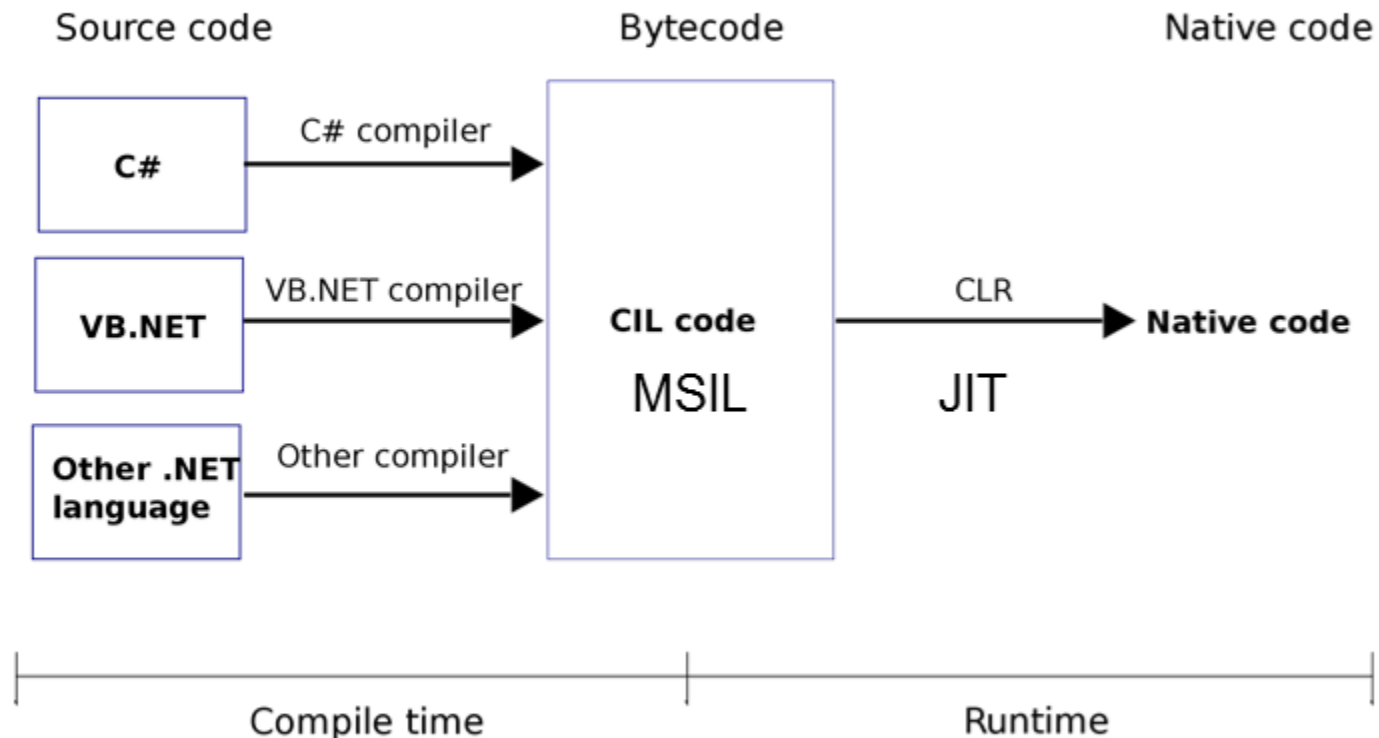 Source code
Bytecode
Native code
C#
C# compiler
VB.NET
VB.NET compiler
CIL code
MSIL
CLR
JIT
Native code
Other .NET
language
Other compiler
Compile time
Runtime